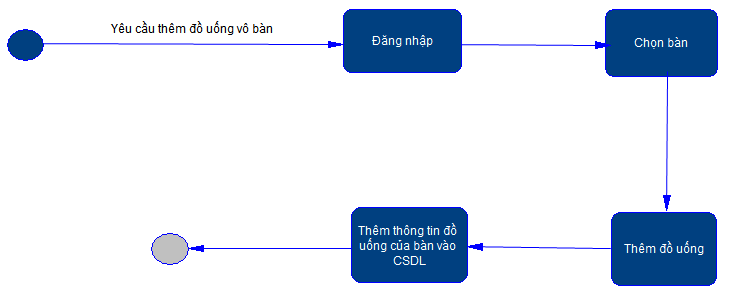 Yêu cầu thêm đồ uống vô bàn
Đăng nhập
Chọn bàn
Thêm đồ uống
Thêm thông tin đồ
uống của bàn vào
CSDL